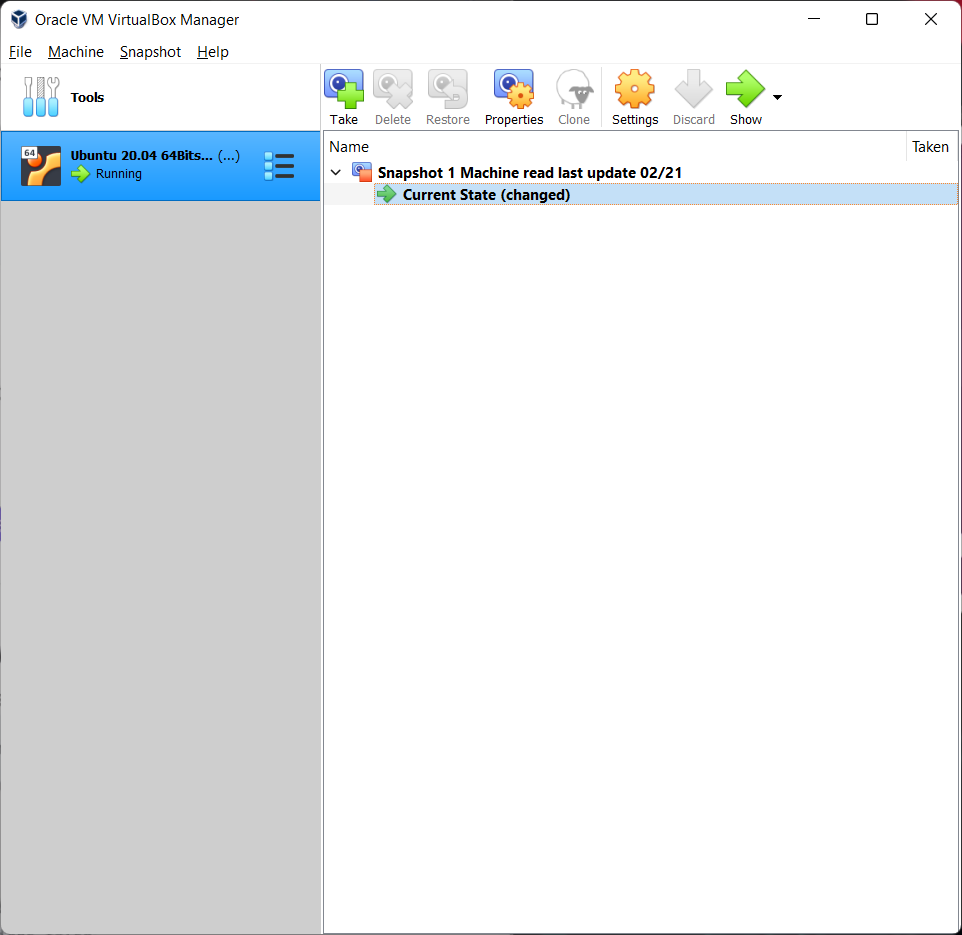 Oracle VM VirtualBox Manager
File Machine Snapshot Help
Tools
Take Delete Restore Properties Clone Settings Discard Show
64
Ubuntu 20.04 64Bits... (...)
Running
Name Taken
Snapshot 1 Machine read last update 02/21
Current State (changed)